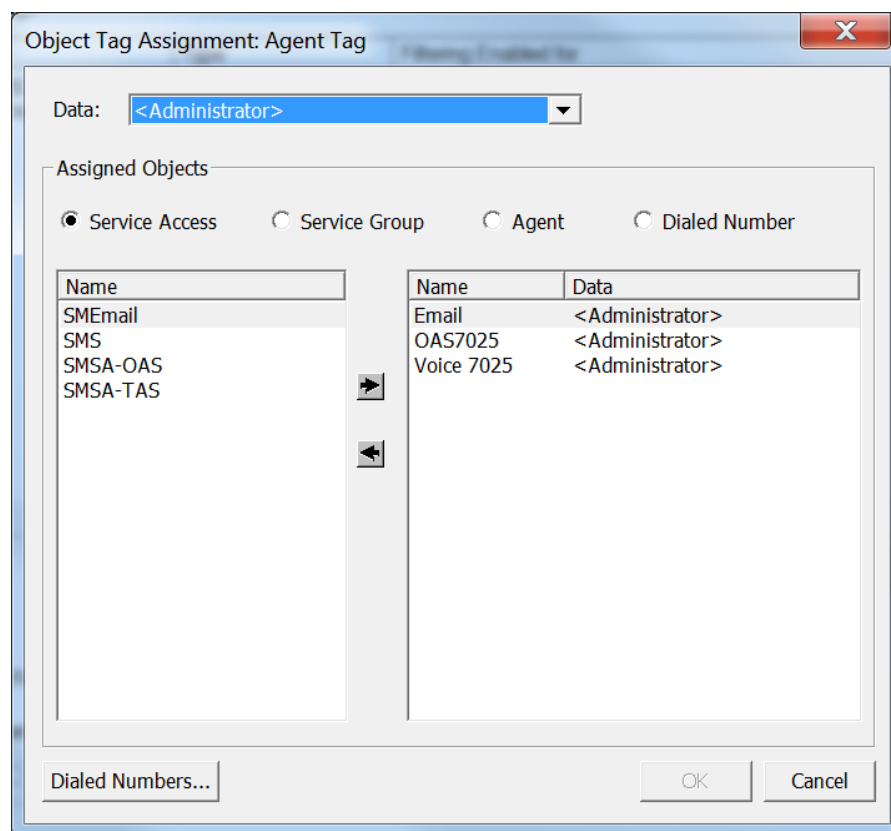 Object Tag Assignment: Agent Tag
Data: <Administrator>
Assigned Objects
Service Access Service Group Agent Dialed Number
Name Name Data
SMEmail Email <Administrator>
SMS OAS7025 <Administrator>
SMSA-OAS Voice 7025 <Administrator>
SMSA-TAS
Dialed Numbers... OK Cancel